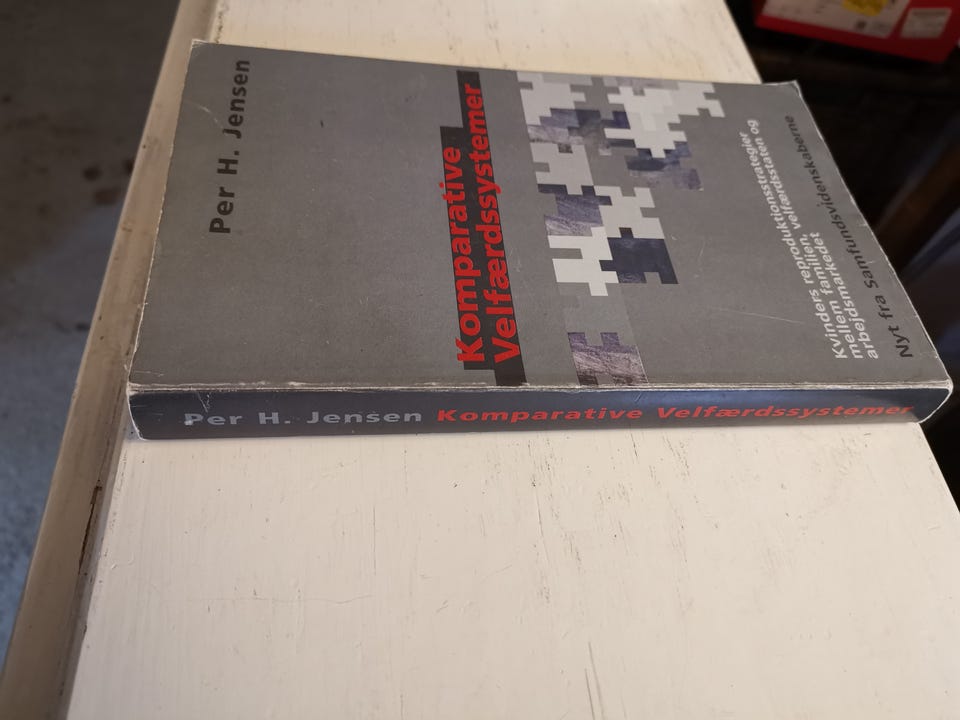 Per H. Jensen
Komparative
Velfærdssystemer
Kvinders reproduktionsstrategier
mellem familien, velfærdsstaten og
arbejdsmarkedet
Nyt fra Samfundsvidenskaberne
Per H. Jensen Komparative Velfærdssystemer